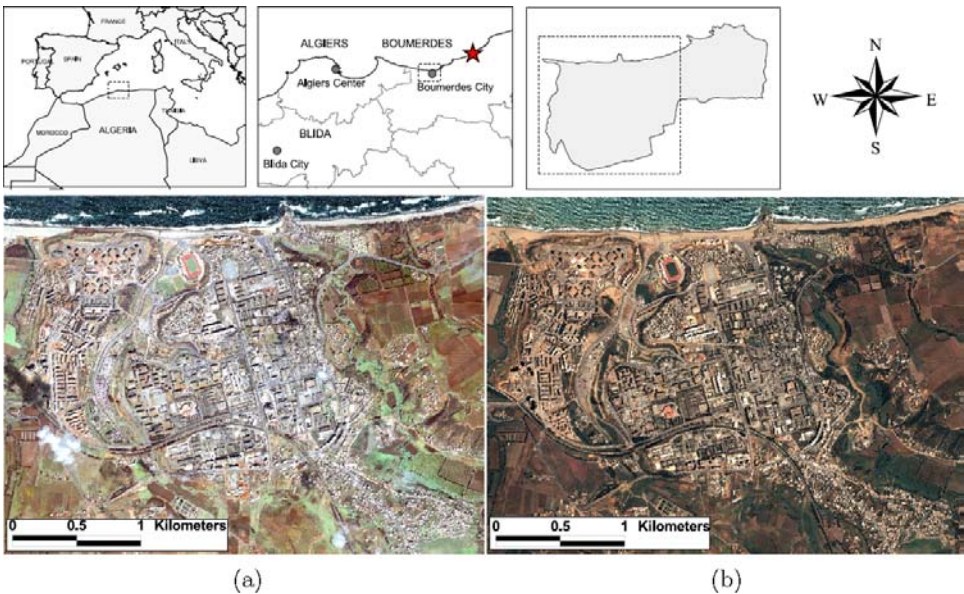 FRANCE
ITALY
PORTUGAL
SPAIN
TUNISIA
MOROCCO
ALGERIA
LIBYA
ALGIERS BOUMERDES
Algiers Center
Boumerdes City
BLIDA
Blida City
N
W E
S
0 0.5 1 Kilometers
0 0.5 1 Kilometers
(a) (b)